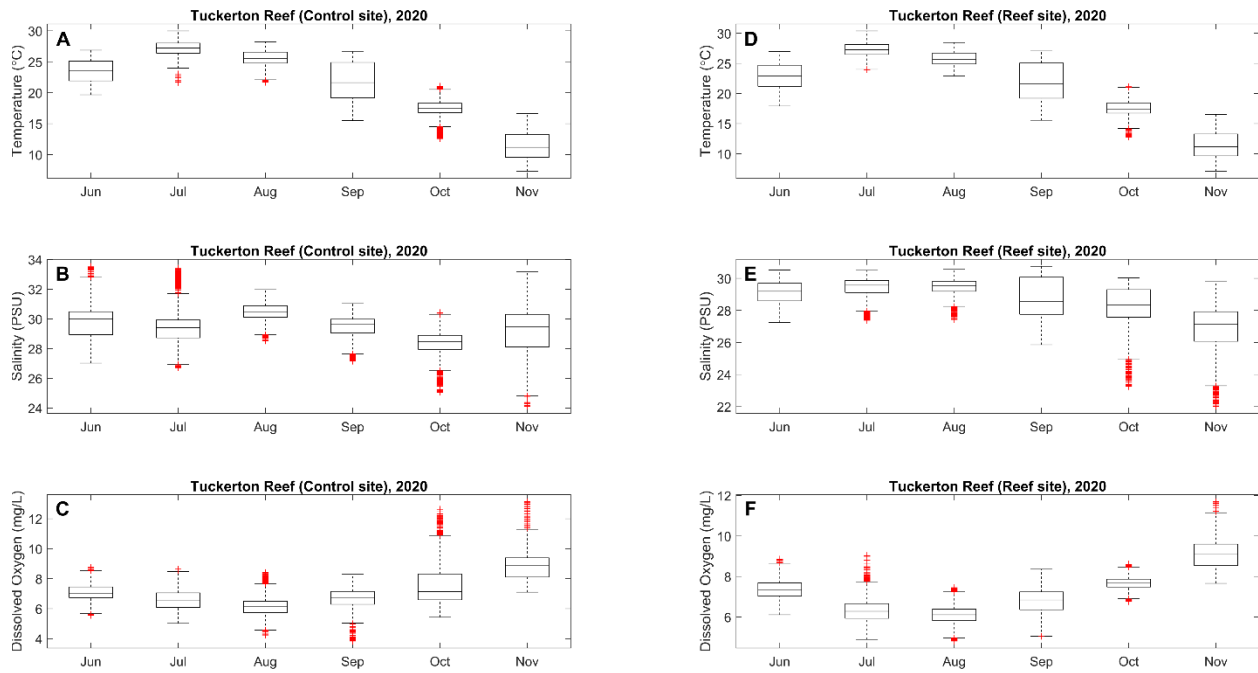 Tuckerton Reef (Control site), 2020
A
Temperature (°C)
30
25
20
15
10
Jun Jul Aug Sep Oct Nov
Tuckerton Reef (Reef site), 2020
D
Temperature (°C)
30
25
20
15
10
Jun Jul Aug Sep Oct Nov
Tuckerton Reef (Control site), 2020
B
Salinity (PSU)
34
32
30
28
26
24
Jun Jul Aug Sep Oct Nov
Tuckerton Reef (Reef site), 2020
E
Salinity (PSU)
30
28
26
24
22
Jun Jul Aug Sep Oct Nov
Tuckerton Reef (Control site), 2020
C
Dissolved Oxygen (mg/L)
12
10
8
6
4
Jun Jul Aug Sep Oct Nov
Tuckerton Reef (Reef site), 2020
F
Dissolved Oxygen (mg/L)
12
10
8
6
Jun Jul Aug Sep Oct Nov